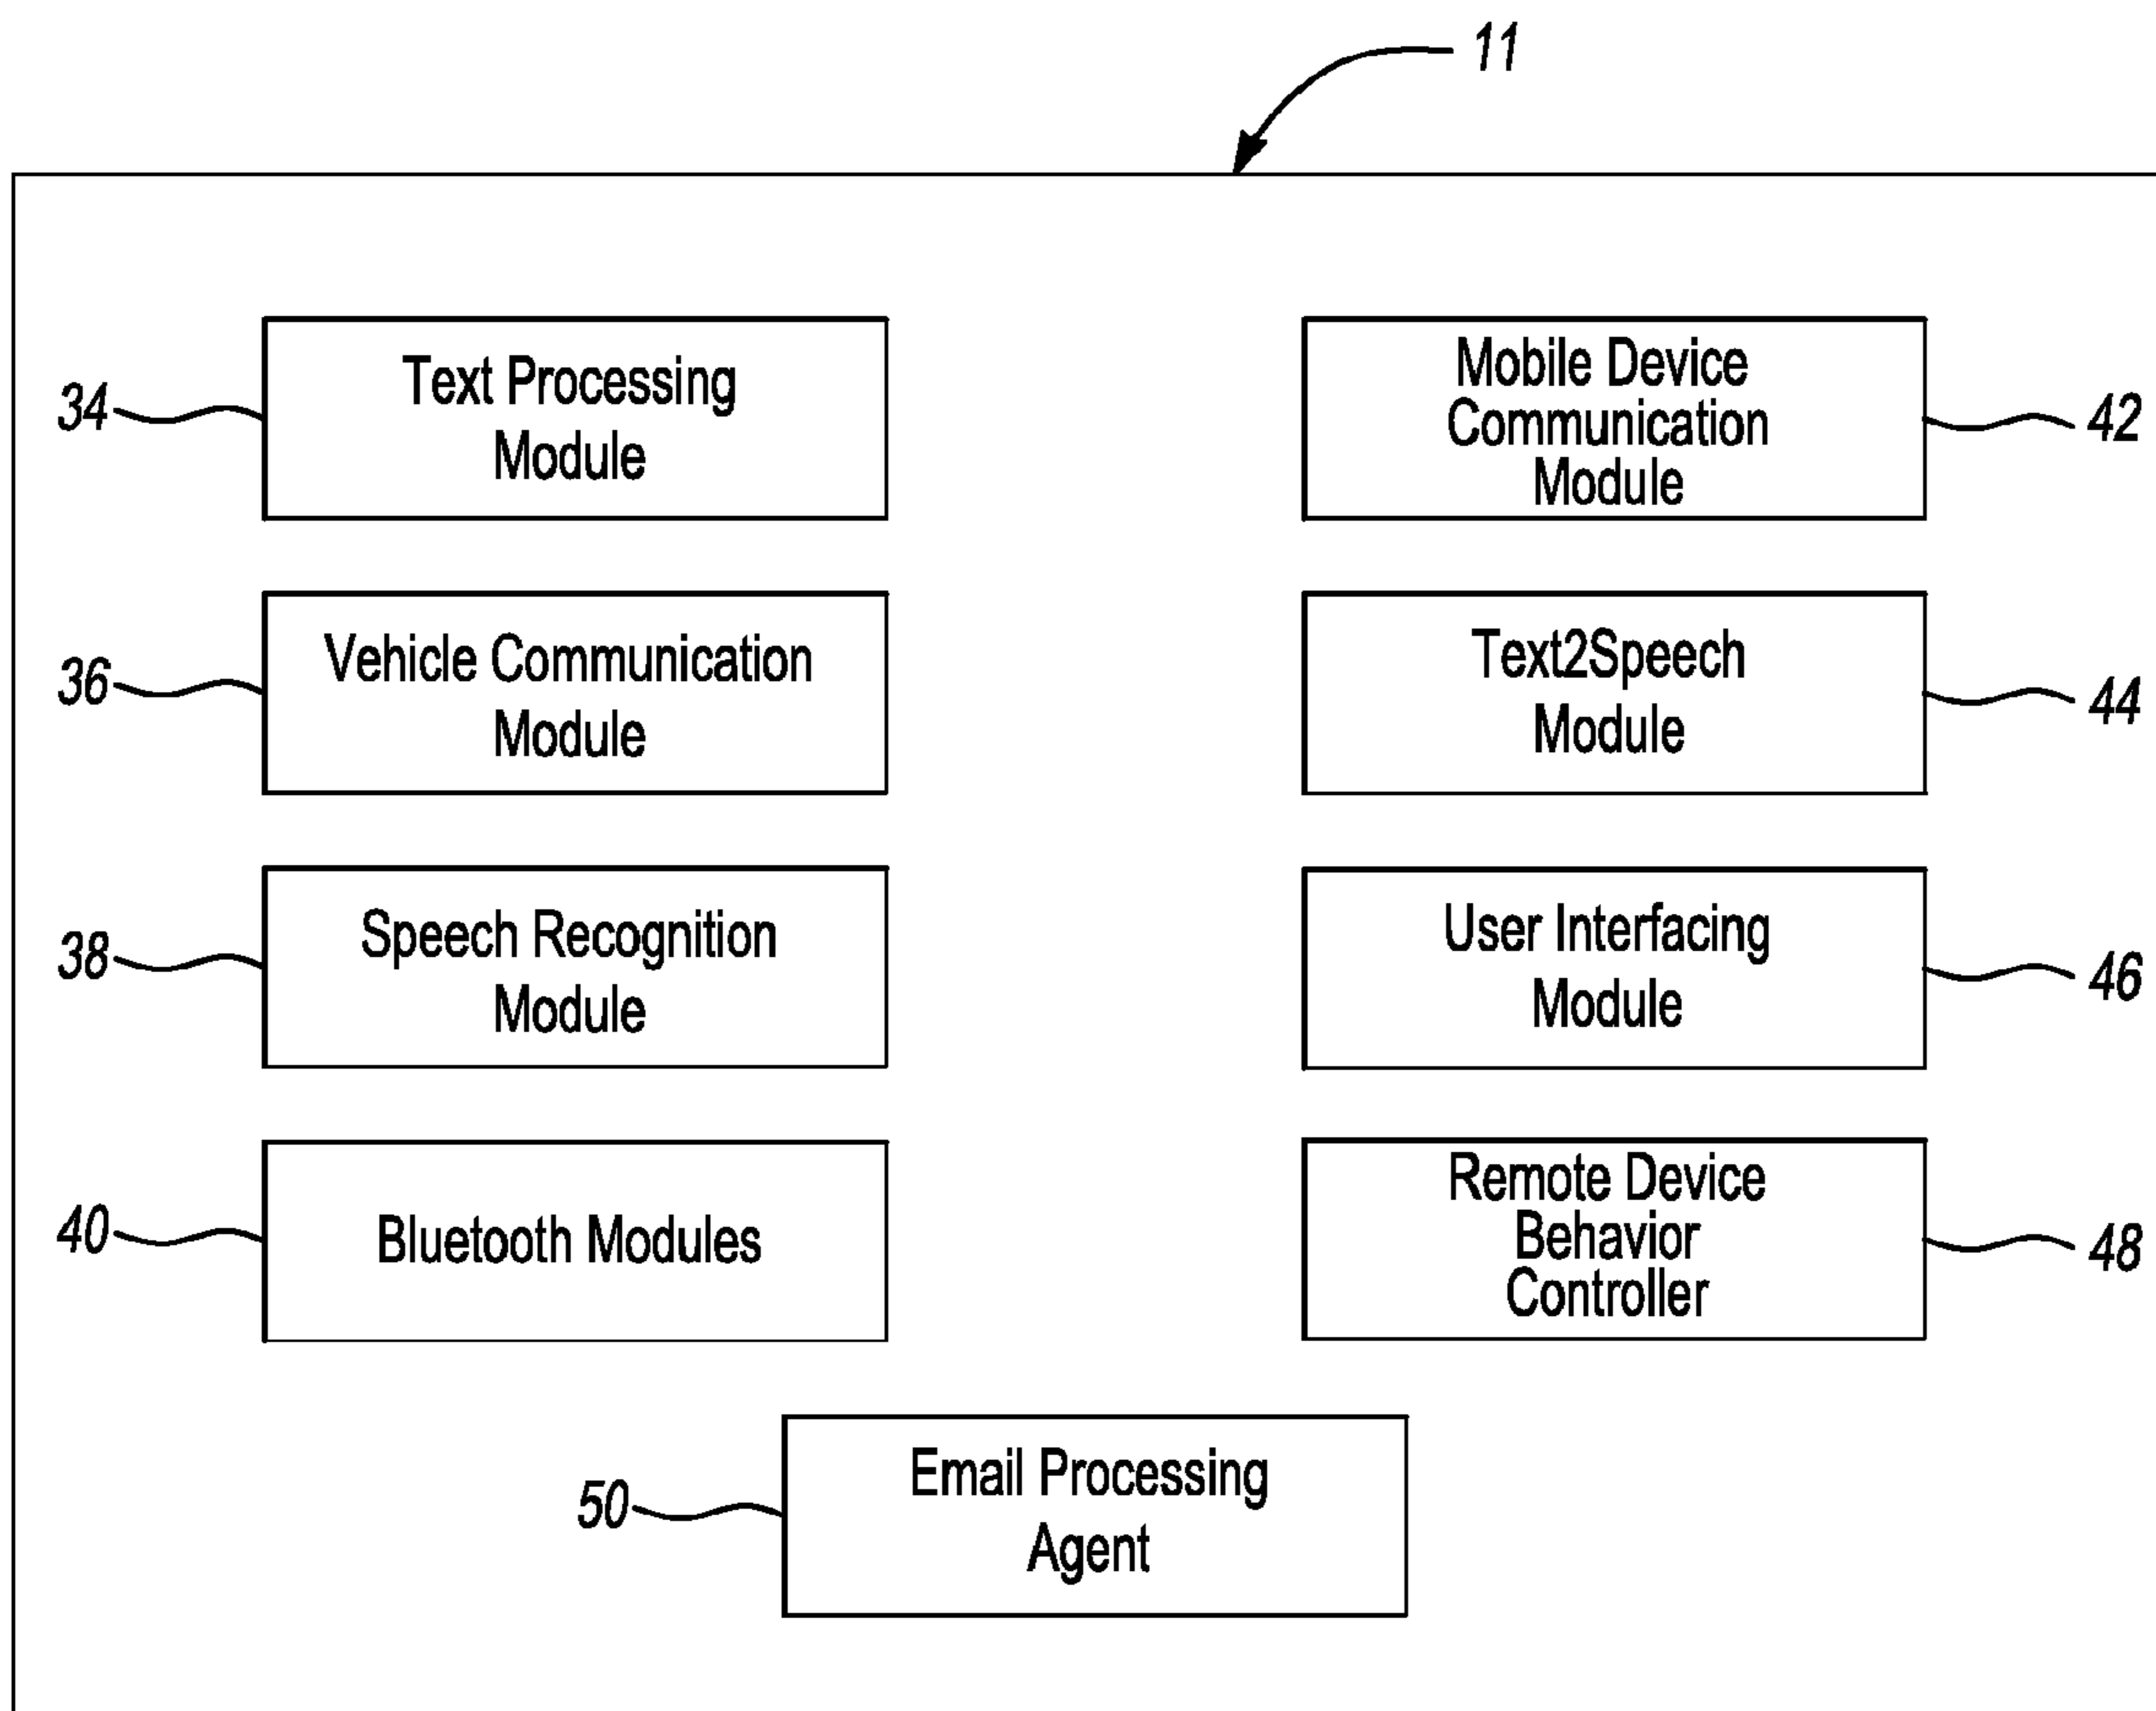 11
34
Text Processing
Module
Mobile Device
Communication
Module
42
36
Vehicle Communication
Module
Text2Speech
Module
44
38
Speech Recognition
Module
User Interfacing
Module
46
40
Bluetooth Modules
Remote Device
Behavior
Controller
48
50
Email Processing
Agent